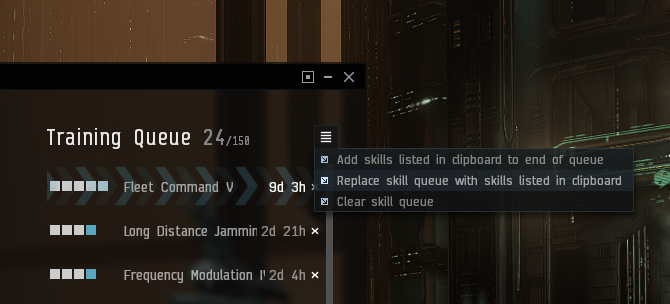 Training Queue 24/150
Add skills listed in clipboard to end of queue
Replace skill queue with skills listed in clipboard
Clear skill queue
Fleet Command V 9d 3h
Long Distance Jammin 2d 21h ×
Frequency Modulation 2d 4h ×